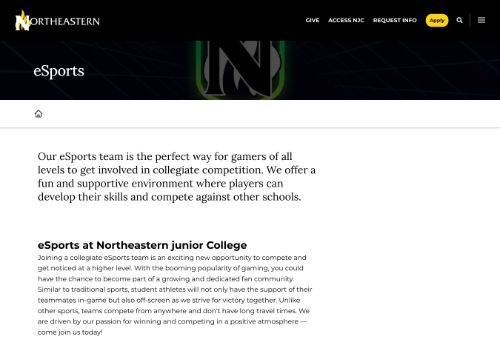 NORTHEASTERN
GIVE ACCESS NJC REQUEST INFO Apply
eSports
Our eSports team is the perfect way for gamers of all
levels to get involved in collegiate competition. We offer a
fun and supportive environment where players can
develop their skills and compete against other schools.
eSports at Northeastern junior College
Joining a collegiate eSports team is an exciting new opportunity to compete and
get noticed at a higher level. With the booming popularity of gaming, you could
have the chance to become part of a growing and dedicated fan community.
Similar to traditional sports, student athletes will not only have the support of their
teammates in-game but also off-screen as we strive for victory together. Unlike
other sports, teams compete from anywhere and don't have long travel times. We
are driven by our passion for winning and competing in a positive atmosphere —
come join us today!